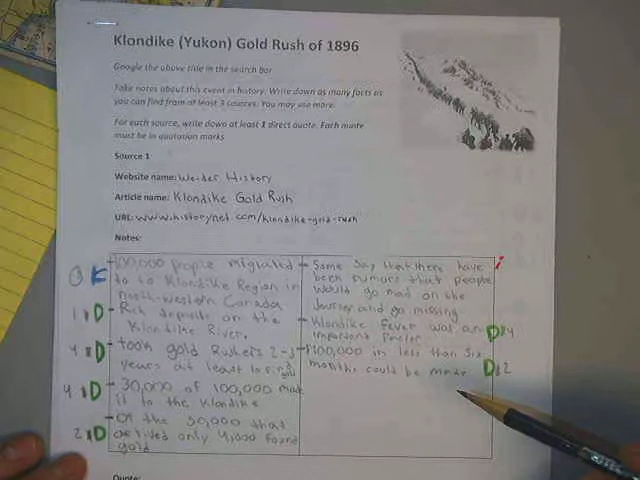 Klondike (Yukon) Gold Rush of 1896
Google the above title in the search bar
Take notes about this event in history. Write down as many facts as
you can find from at least 3 sources. You may use more.
For each source, write down at least 1 direct quote. Each quote
must be in quotation marks
Source 1
Website name: Weider History
Article name: Klondike Gold Rush
URL: www.historynet.com/klondike-gold-rush
Notes:
- 100,000 people migrated
to to Klondike Region in
north-western Canada
- Rich deposits on the
Klondike River.
- took gold Rushers 2-3
years at least to find gold
- 30,000 of 100,000 made
it to the Klondike
- Of the 30,000 that
arrived only 4,000 found
gold
- Some say that there have
been rumors that people
would go mad on the
Journey and go missing
- Klondike Fever was an
important
- $100,000 in less than six
months could be made
K
1 D
4 D
4 D
2 D
D 4
D 2
Quote: